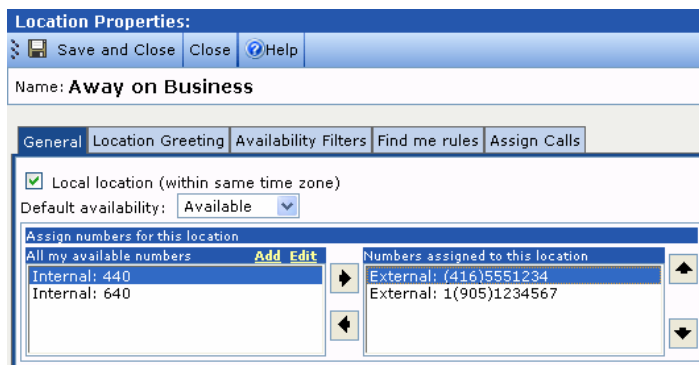 Location Properties:
Save and Close Close Help
Name: Away on Business
General Location Greeting Availability Filters Find me rules Assign Calls
Local location (within same time zone)
Default availability: Available
Assign numbers for this location
All my available numbers Add Edit Numbers assigned to this location
Internal: 440 External: (416)5551234
Internal: 640 External: 1(905)1234567